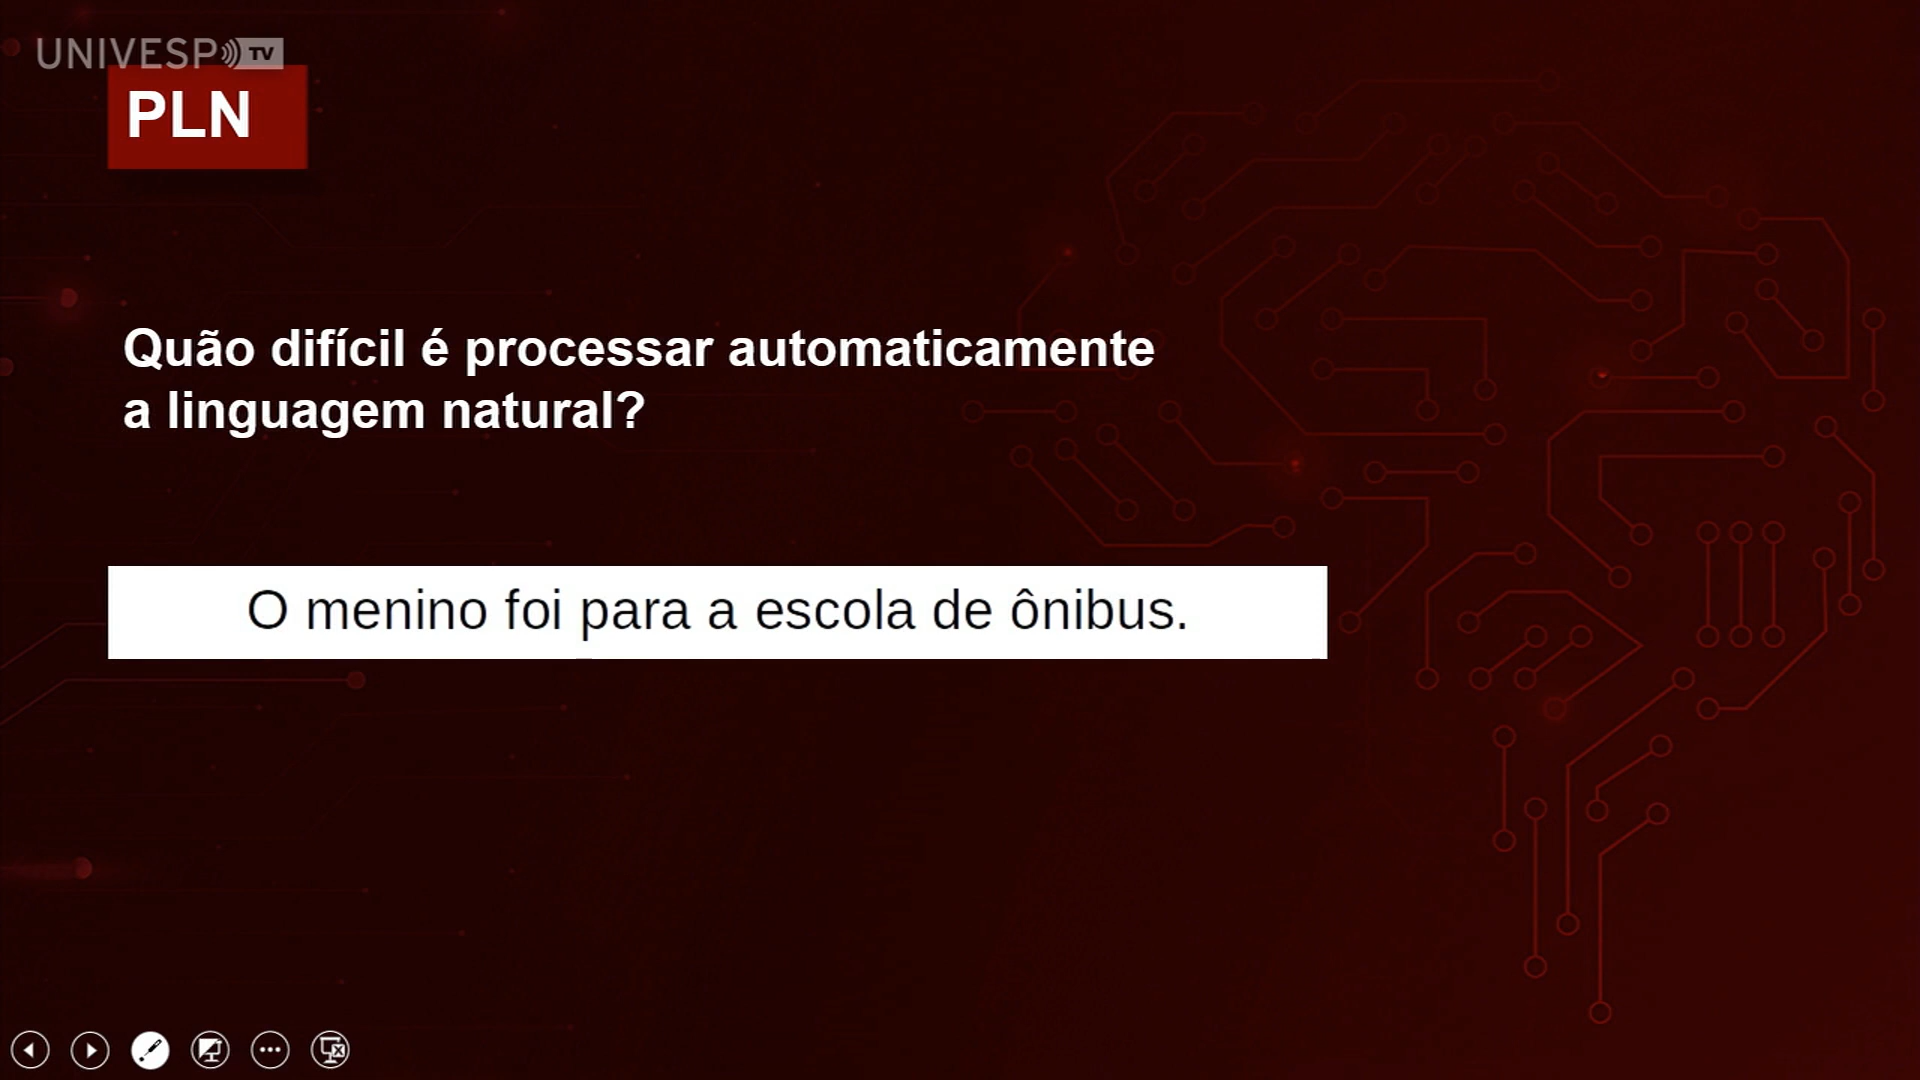 UNIVESP TV
PLN
Quão difícil é processar automaticamente
a linguagem natural?
O menino foi para a escola de ônibus.